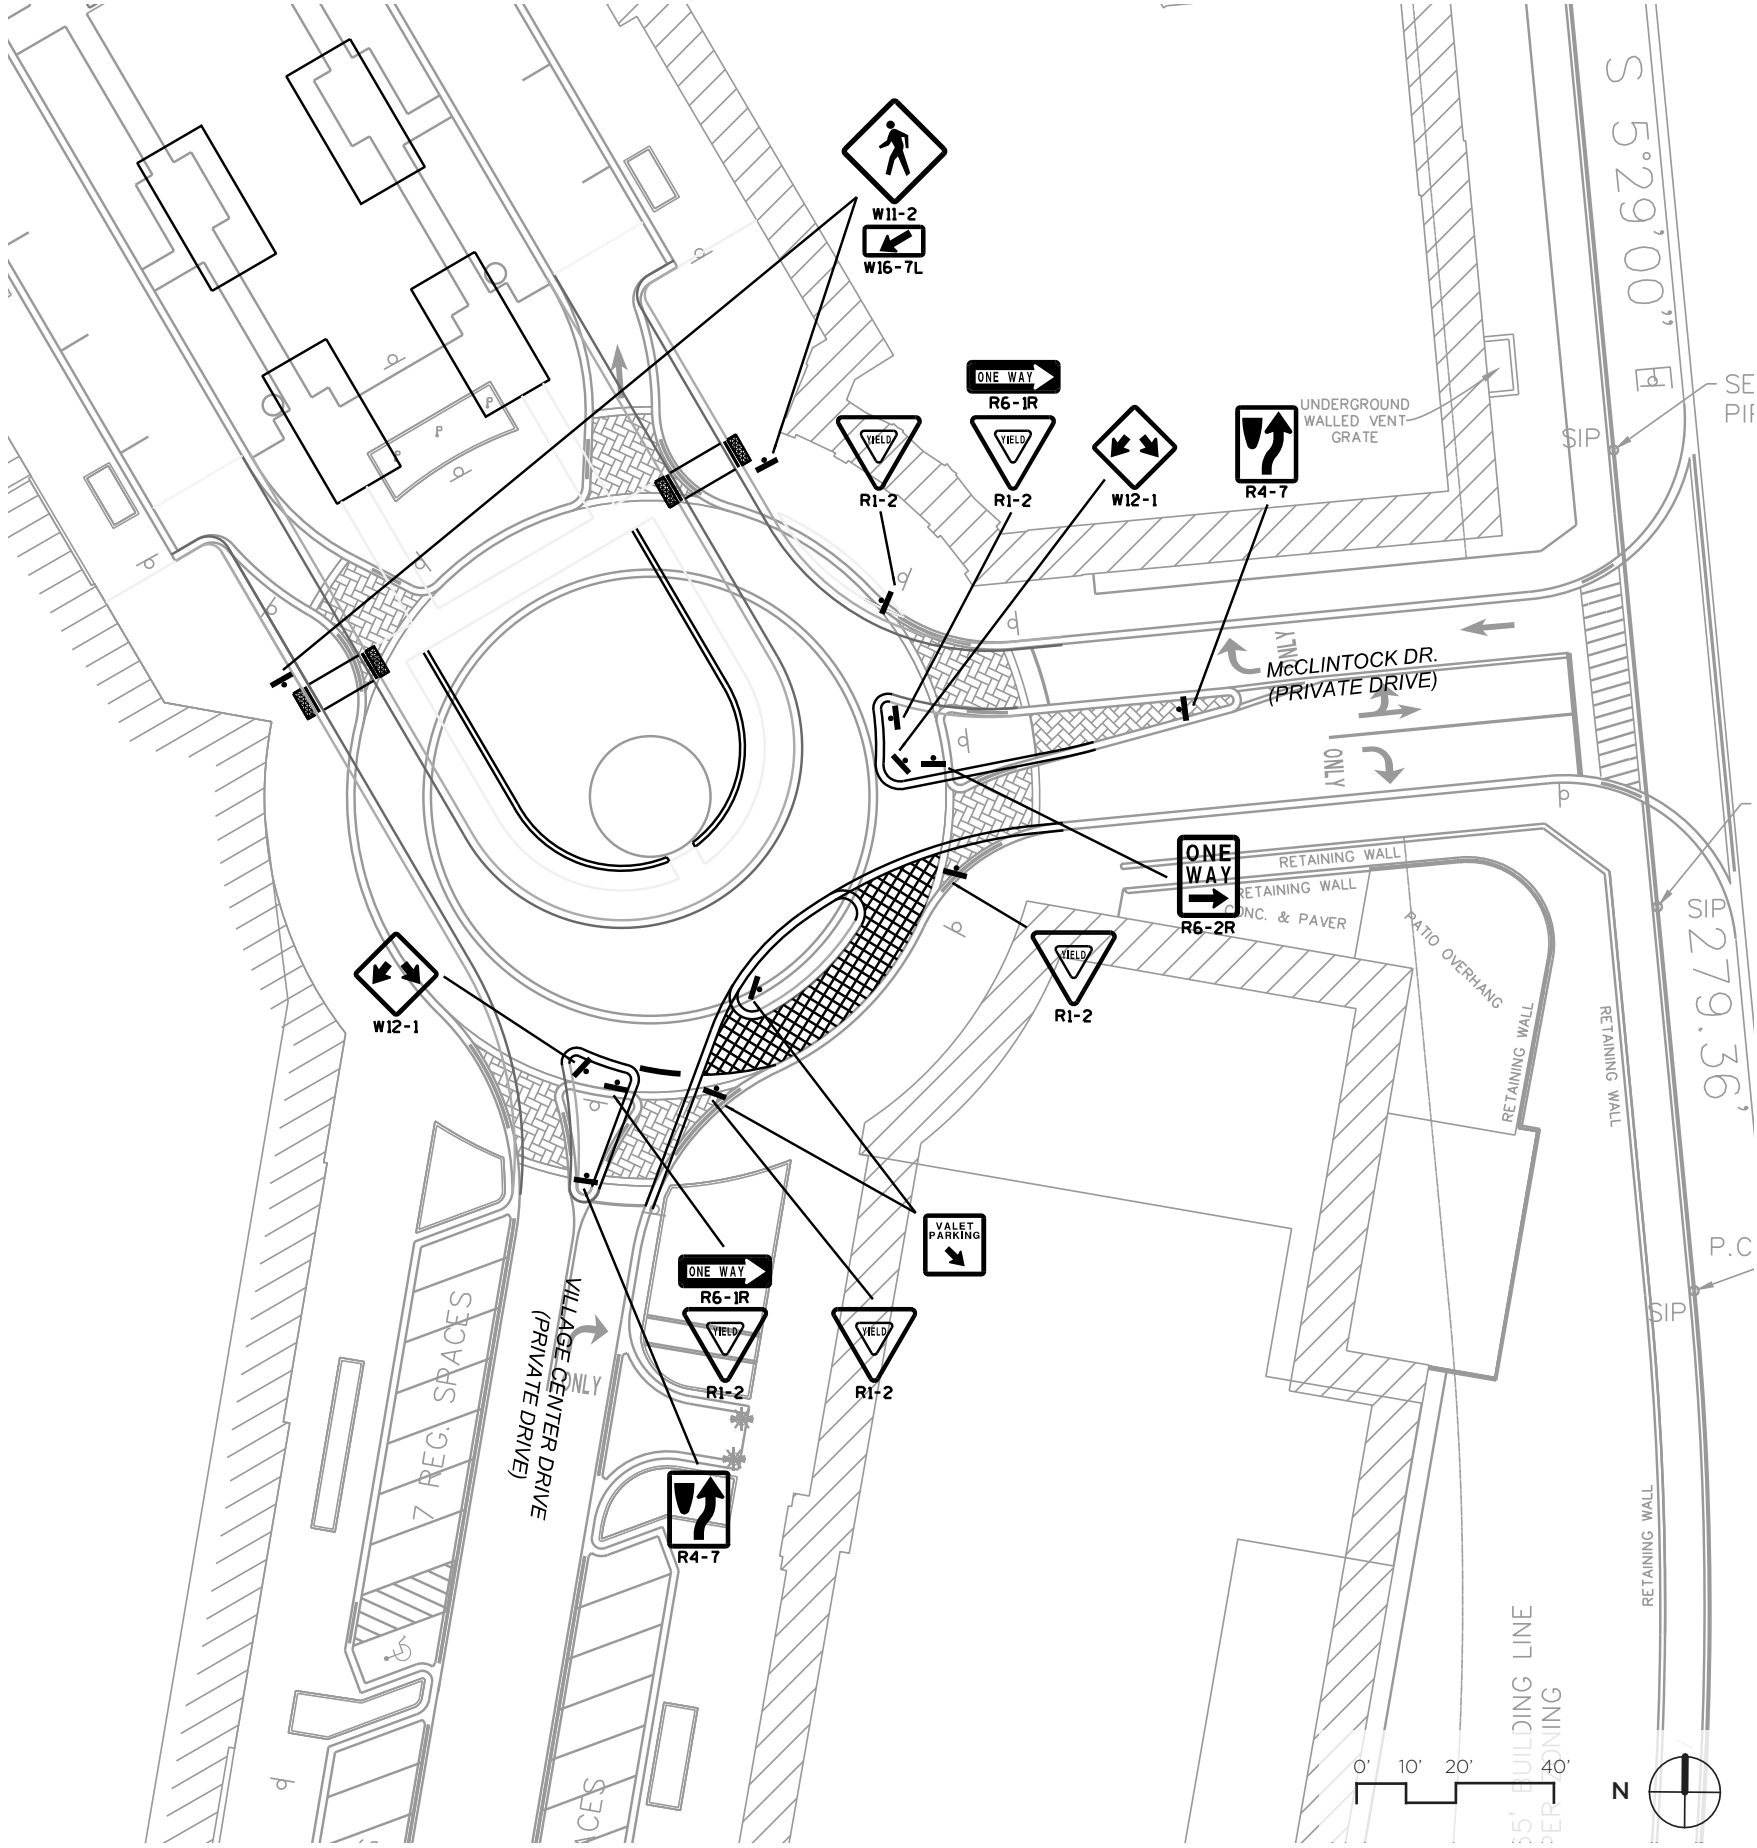 S 5°29'00" E
W11-2
W16-7L
ONE WAY
R6-1R
YIELD
R1-2
YIELD
R1-2
W12-1
R4-7
UNDERGROUND
WALLED VENT
GRATE
SIP
SE
PIF
ONLY
McCLINTOCK DR.
(PRIVATE DRIVE)
ONLY
ONE
WAY
R6-2R
RETAINING WALL
RETAINING WALL
CONC. & PAVER
PATIO OVERHANG
RETAINING WALL
RETAINING WALL
SIP
279.36'
YIELD
R1-2
W12-1
VALET
PARKING
ONE WAY
R6-1R
YIELD
R1-2
YIELD
R1-2
P.C
SIP
VILLAGE CENTER DRIVE
(PRIVATE DRIVE)
ONLY
7 REG. SPACES
R4-7
RETAINING WALL
BUILDING LINE
PER ZONING
ACES
0' 10' 20' 40'
N